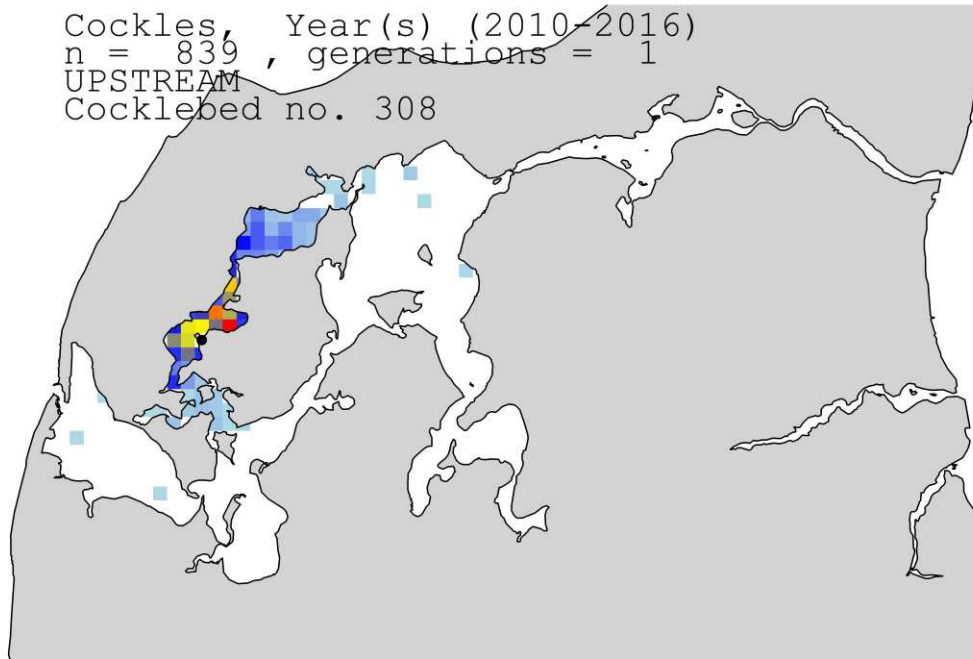 Cockles, Year(s) (2010-2016)
n = 839 , generations = 1
UPSTREAM
Cocklebed no. 308